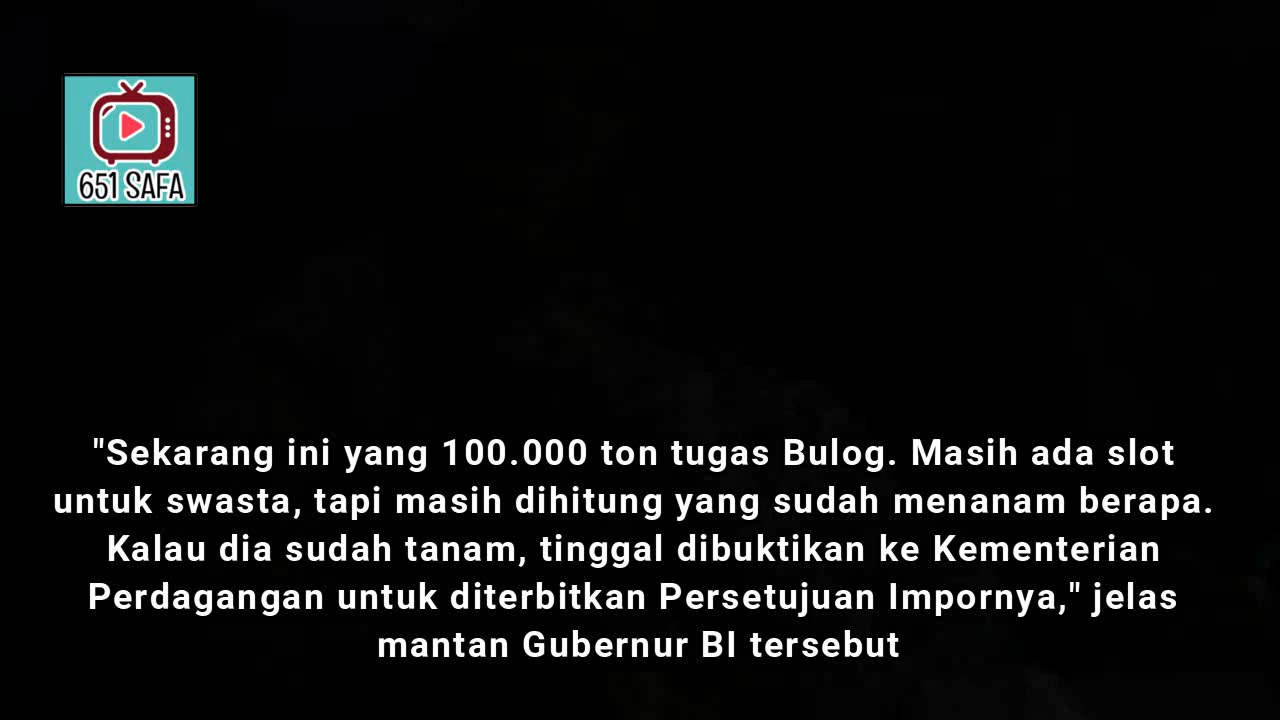 651 SAFA
"Sekarang ini yang 100.000 ton tugas Bulog. Masih ada slot
untuk swasta, tapi masih dihitung yang sudah menanam berapa.
Kalau dia sudah tanam, tinggal dibuktikan ke Kementerian
Perdagangan untuk diterbitkan Persetujuan Impornya," jelas
mantan Gubernur BI tersebut